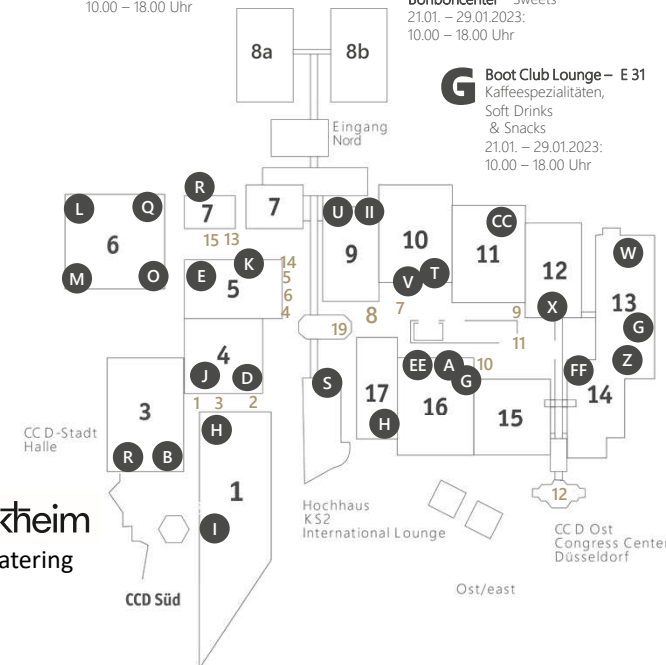 10.00 – 18.00 Uhr
Bonboncenter – Sweets
21.01. – 29.01.2023:
10.00 – 18.00 Uhr
8a
8b
G
Boot Club Lounge – E 31
Kaffeespezialitäten,
Soft Drinks
& Snacks
21.01. – 29.01.2023:
10.00 – 18.00 Uhr
Eingang
Nord
R
L
Q
7
7
U
II
CC
6
15 13
10
11
W
9
12
M
O
E
K
14
5
5
V
T
13
6
4
7
8
9
X
G
19
11
4
EE
A
10
FF
Z
J
D
S
G
17
14
3
1
3
2
16
15
H
H
CCD-Stadt
Halle
R
B
1
12
kheim
I
Hochhaus
KS2
International Lounge
CCD Ost
Congress Center
Düsseldorf
atering
Ost/east
CCD Süd